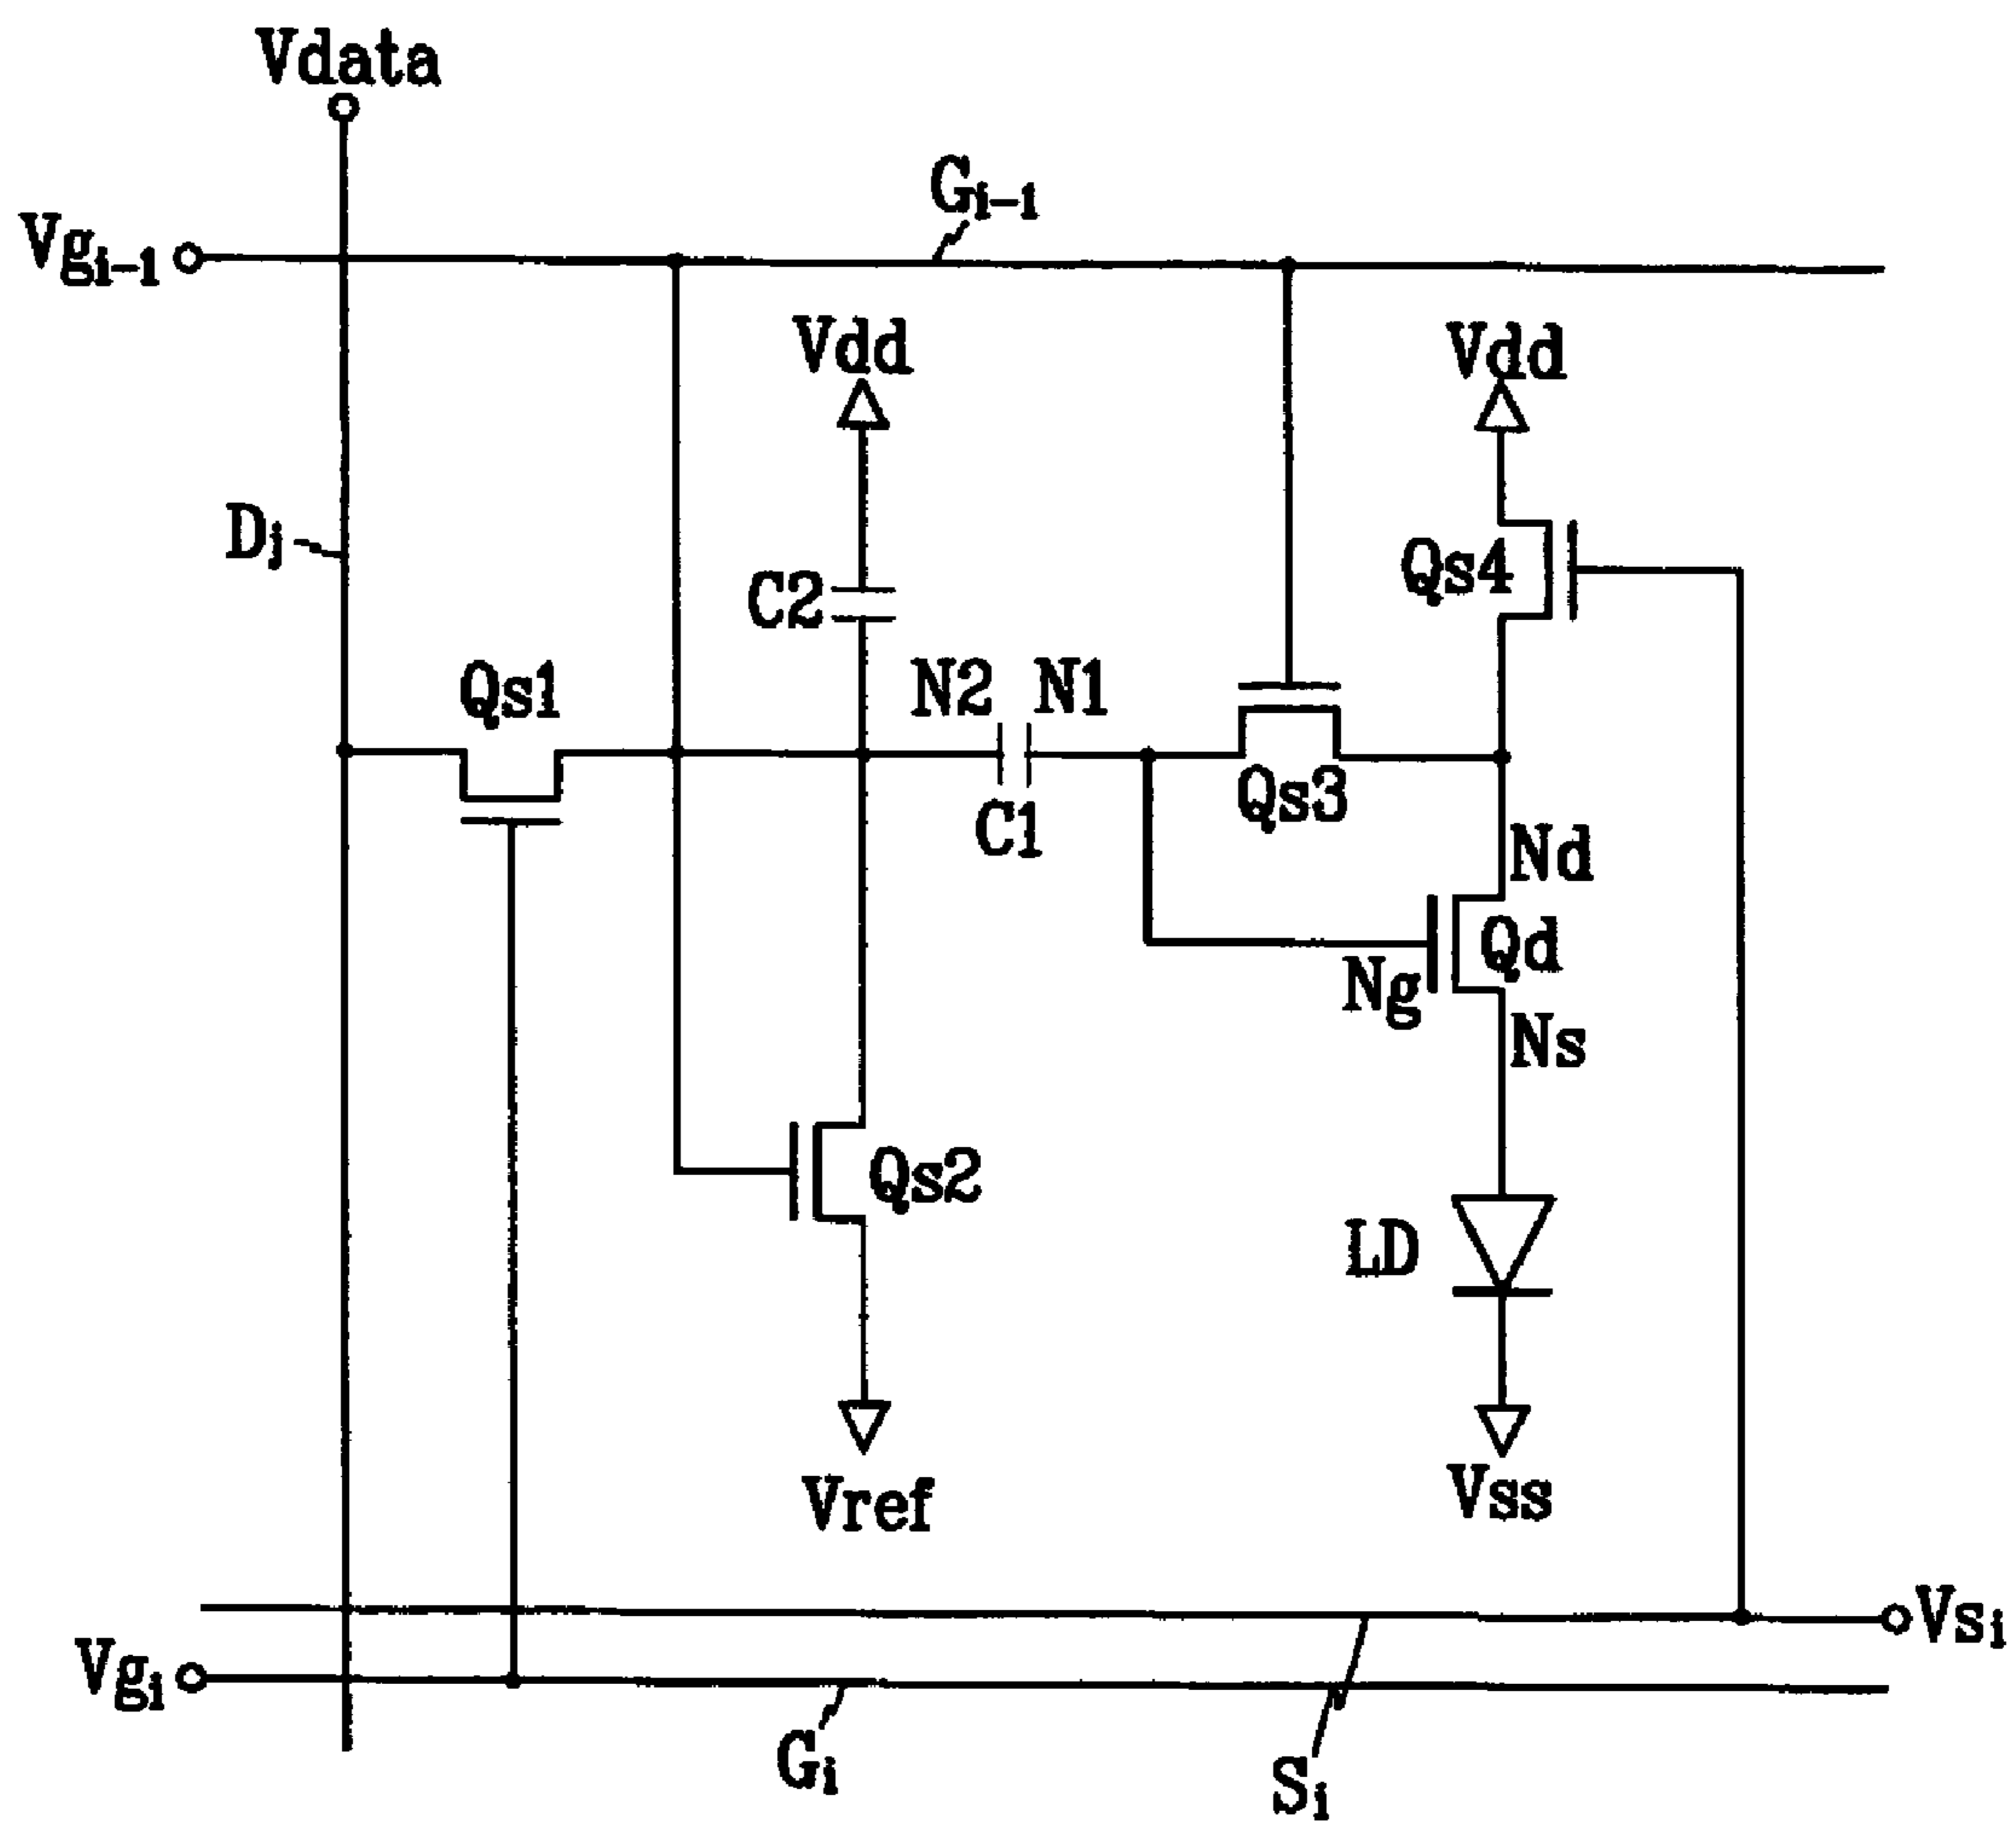 Vdata
Gi-1
Vgi-1
Vdd
Vdd
Dj
Qs4
C2
Qs1
N2
N1
Qs3
C1
Nd
Qd
Ng
Ns
Qs2
LD
Vref
Vss
Vsi
Vgi
Gi
Si